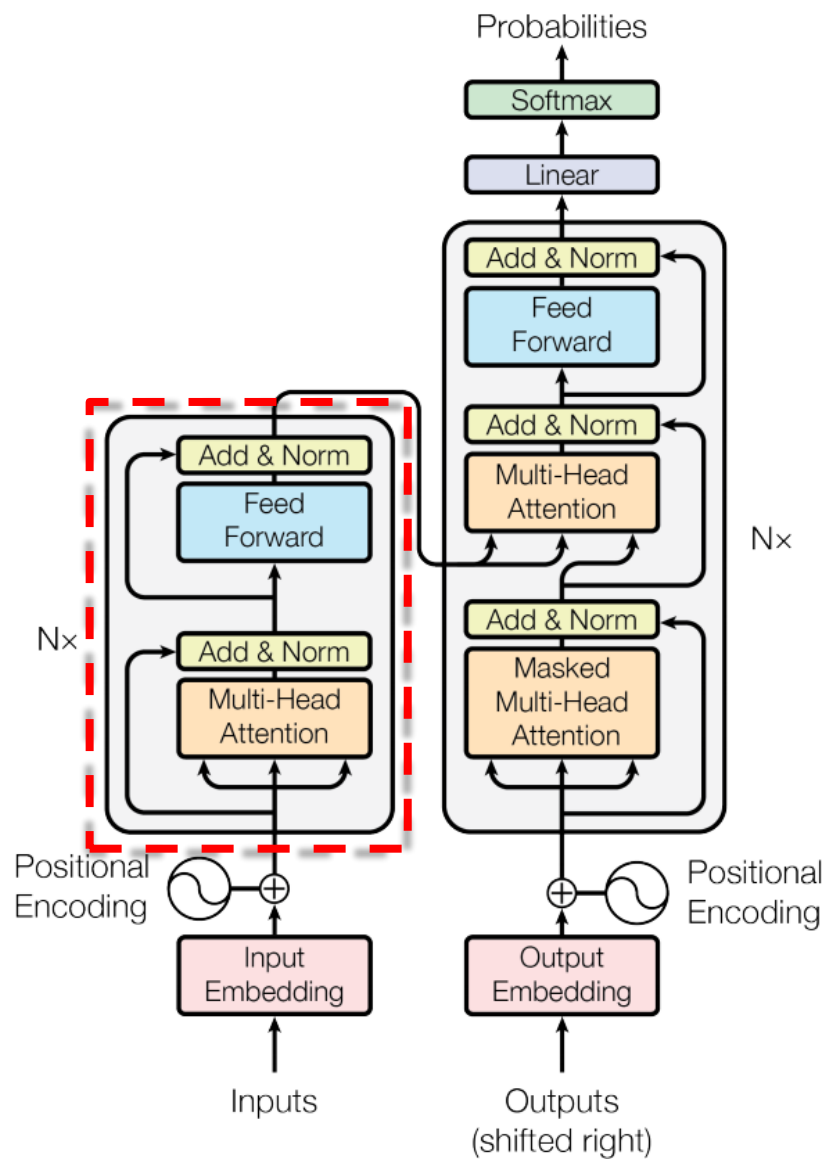 Probabilities
Softmax
Linear
Add & Norm
Feed
Forward
Add & Norm
Multi-Head
Attention
Nx
Add & Norm
Masked
Multi-Head
Attention
Add & Norm
Feed
Forward
Nx
Add & Norm
Multi-Head
Attention
Positional
Encoding
Positional
Encoding
Input
Embedding
Output
Embedding
Inputs
Outputs
(shifted right)